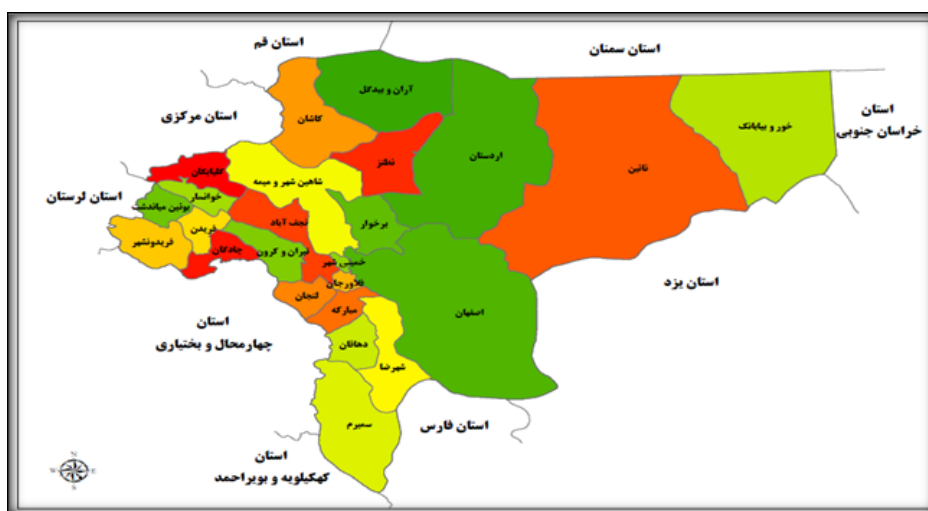 استان قم
استان سمنان
استان مرکزی
استان
خراسان جنوبی
آران و بیدگل
کاشان
خور و بیابانک
اردستان
نطنز
نائین
گلپایگان
شاهین شهر و میمه
استان لرستان
خوانسار
بوئین میاندشت
نجف آباد
برخوار
فریدن
فریدونشهر
چادگان
تیران و کرون
خمینی شهر
فلاورجان
استان یزد
لنجان
مبارکه
اصفهان
استان
چهارمحال و بختیاری
دهاقان
شهرضا
سمیرم
استان فارس
استان
کهکیلویه و بویراحمد
N
W
E
S